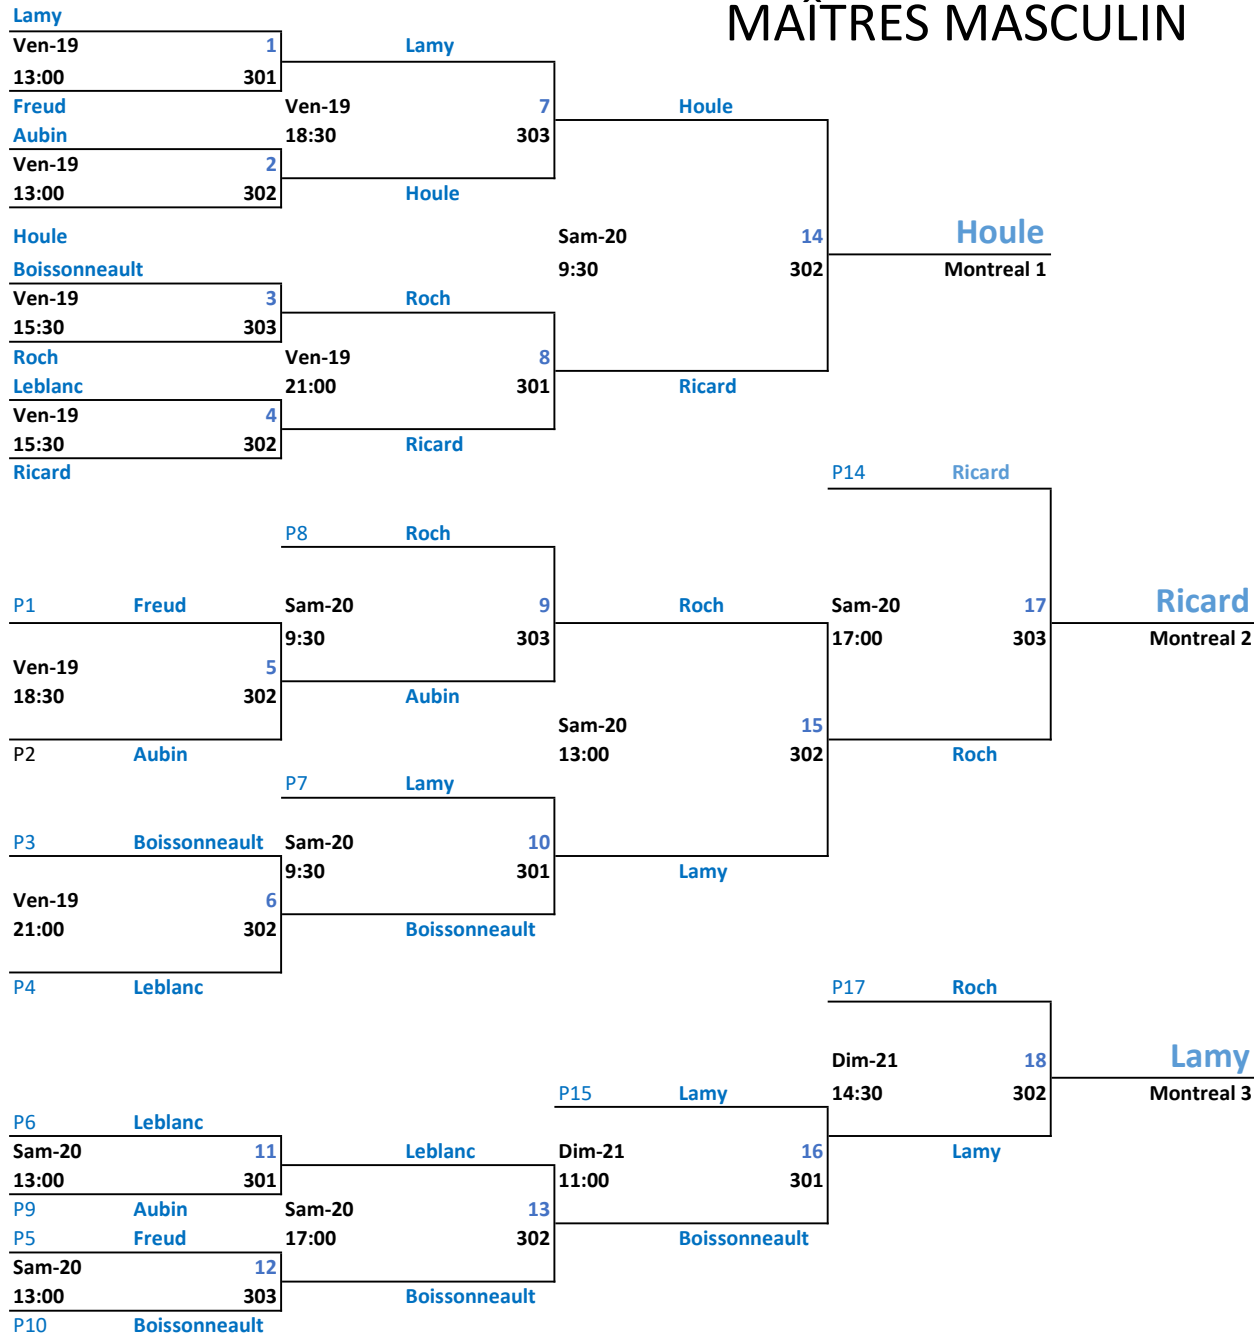 MAÎTRES MASCULIN
Lamy
Ven-19 1 Lamy
13:00 301
Freud Ven-19 7 Houle
Aubin 18:30 303
Ven-19 2
13:00 302 Houle
Houle Sam-20 14 Houle
Boissonneault 9:30 302 Montreal 1
Ven-19 3 Roch
15:30 303
Roch Ven-19 8
Leblanc 21:00 301 Ricard
Ven-19 4
15:30 302 Ricard
Ricard P14 Ricard
P8 Roch
P1 Freud Sam-20 9 Roch Sam-20 17 Ricard
9:30 303 17:00 303 Montreal 2
Ven-19 5
18:30 302 Aubin
Sam-20 15
P2 Aubin 13:00 302 Roch
P7 Lamy
P3 Boissonneault Sam-20 10
9:30 301 Lamy
Ven-19 6
21:00 302 Boissonneault
P4 Leblanc P17 Roch
Dim-21 18 Lamy
P15 Lamy 14:30 302 Montreal 3
P6 Leblanc
Sam-20 11 Leblanc Dim-21 16 Lamy
13:00 301 11:00 301
P9 Aubin Sam-20 13
P5 Freud 17:00 302 Boissonneault
Sam-20 12
13:00 303 Boissonneault
P10 Boissonneault